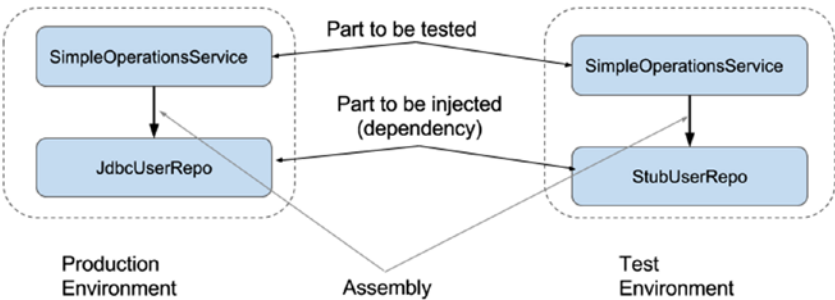 Part to be tested
SimpleOperationsService
SimpleOperationsService
Part to be injected
(dependency)
JdbcUserRepo
StubUserRepo
Production
Environment
Assembly
Test
Environment